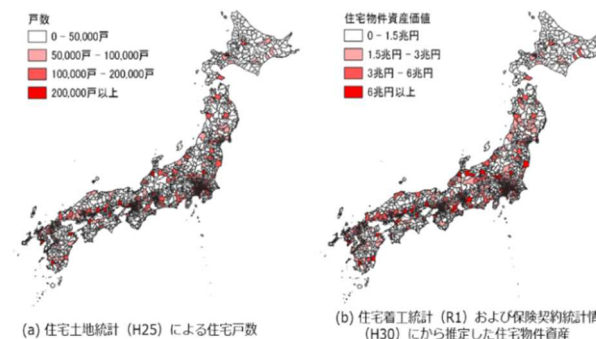 戸数
0 – 50,000戸
50,000戸 – 100,000戸
100,000戸 – 200,000戸
200,000戸以上
(a) 住宅土地統計（H25）による住宅戸数
住宅物件資産価値
0 – 1.5兆円
1.5兆円 – 3兆円
3兆円 – 6兆円
6兆円以上
(b) 住宅着工統計（R1）および保険契約統計情
（H30）にから推定した住宅物件資産